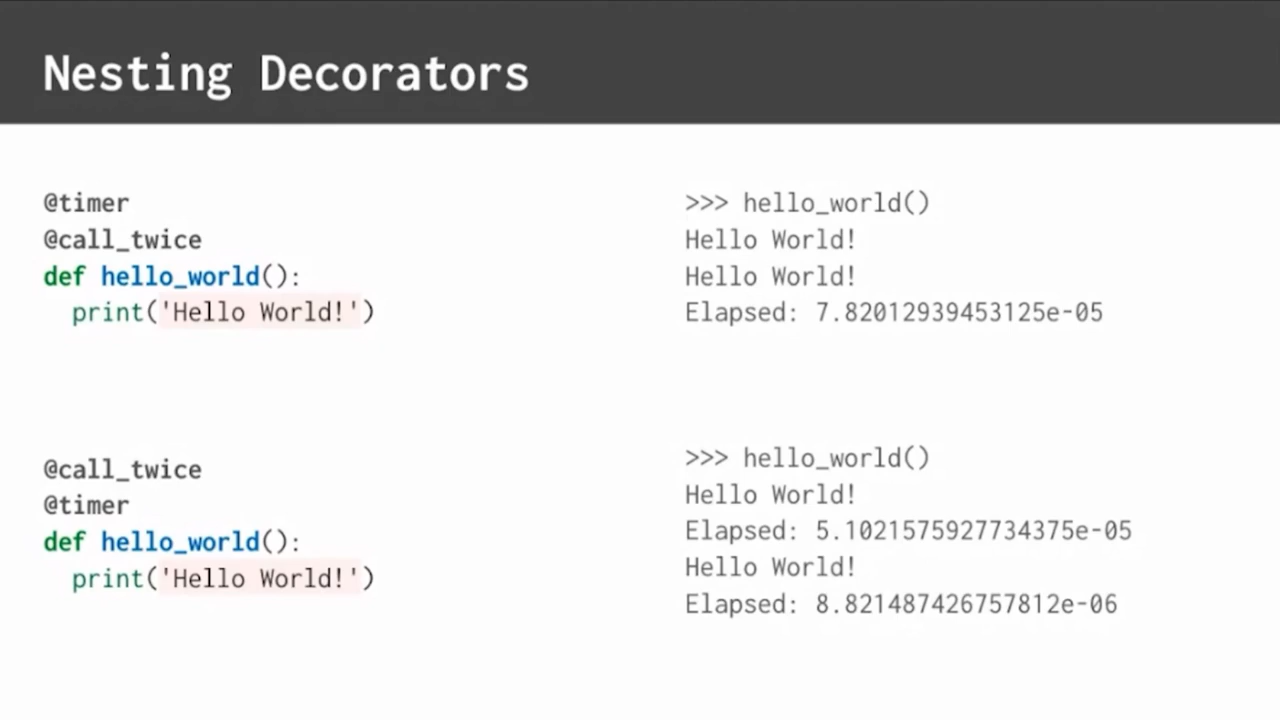 Nesting Decorators
@timer
@call_twice
def hello_world():
  print('Hello World!')
>>> hello_world()
Hello World!
Hello World!
Elapsed: 7.82012939453125e-05
@call_twice
@timer
def hello_world():
  print('Hello World!')
>>> hello_world()
Hello World!
Elapsed: 5.1021575927734375e-05
Hello World!
Elapsed: 8.821487426757812e-06